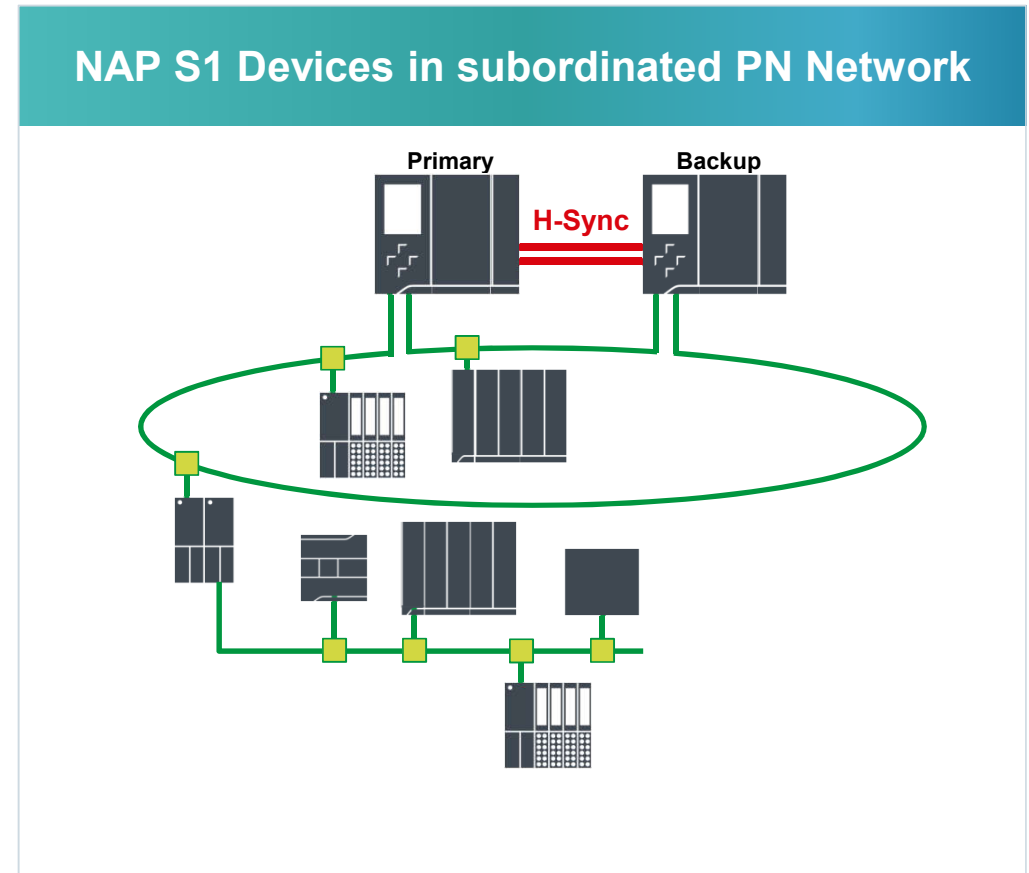 NAP S1 Devices in subordinated PN Network
Primary
Backup
H-Sync